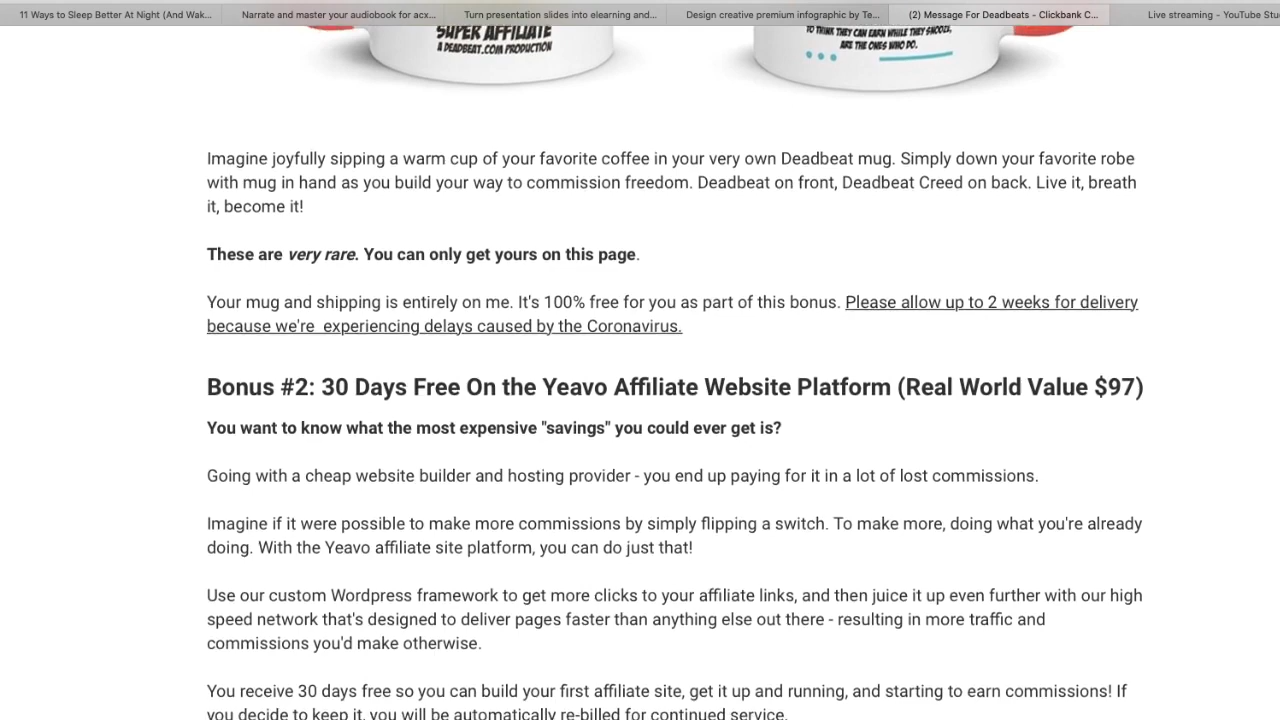 11 Ways to Sleep Better At Night (And Wak...
Narrate and master your audiobook for acx...
Turn presentation slides into elearning and...
Design creative premium infographic by Te...
(2) Message For Deadbeats - Clickbank C...
Live streaming - YouTube Stu
SUPER AFFILIATE
A DEADBEAT.COM PRODUCTION
TO THINK THEY CAN EARN WHILE THEY SNOOZE,
ARE THE ONES WHO DO.
Imagine joyfully sipping a warm cup of your favorite coffee in your very own Deadbeat mug. Simply down your favorite robe
with mug in hand as you build your way to commission freedom. Deadbeat on front, Deadbeat Creed on back. Live it, breath
it, become it!
These are very rare. You can only get yours on this page.
Your mug and shipping is entirely on me. It's 100% free for you as part of this bonus. Please allow up to 2 weeks for delivery
because we're experiencing delays caused by the Coronavirus.
Bonus #2: 30 Days Free On the Yeavo Affiliate Website Platform (Real World Value $97)
You want to know what the most expensive "savings" you could ever get is?
Going with a cheap website builder and hosting provider - you end up paying for it in a lot of lost commissions.
Imagine if it were possible to make more commissions by simply flipping a switch. To make more, doing what you're already
doing. With the Yeavo affiliate site platform, you can do just that!
Use our custom Wordpress framework to get more clicks to your affiliate links, and then juice it up even further with our high
speed network that's designed to deliver pages faster than anything else out there - resulting in more traffic and
commissions you'd make otherwise.
You receive 30 days free so you can build your first affiliate site, get it up and running, and starting to earn commissions! If
you decide to keep it, you will be automatically re-billed for continued service.